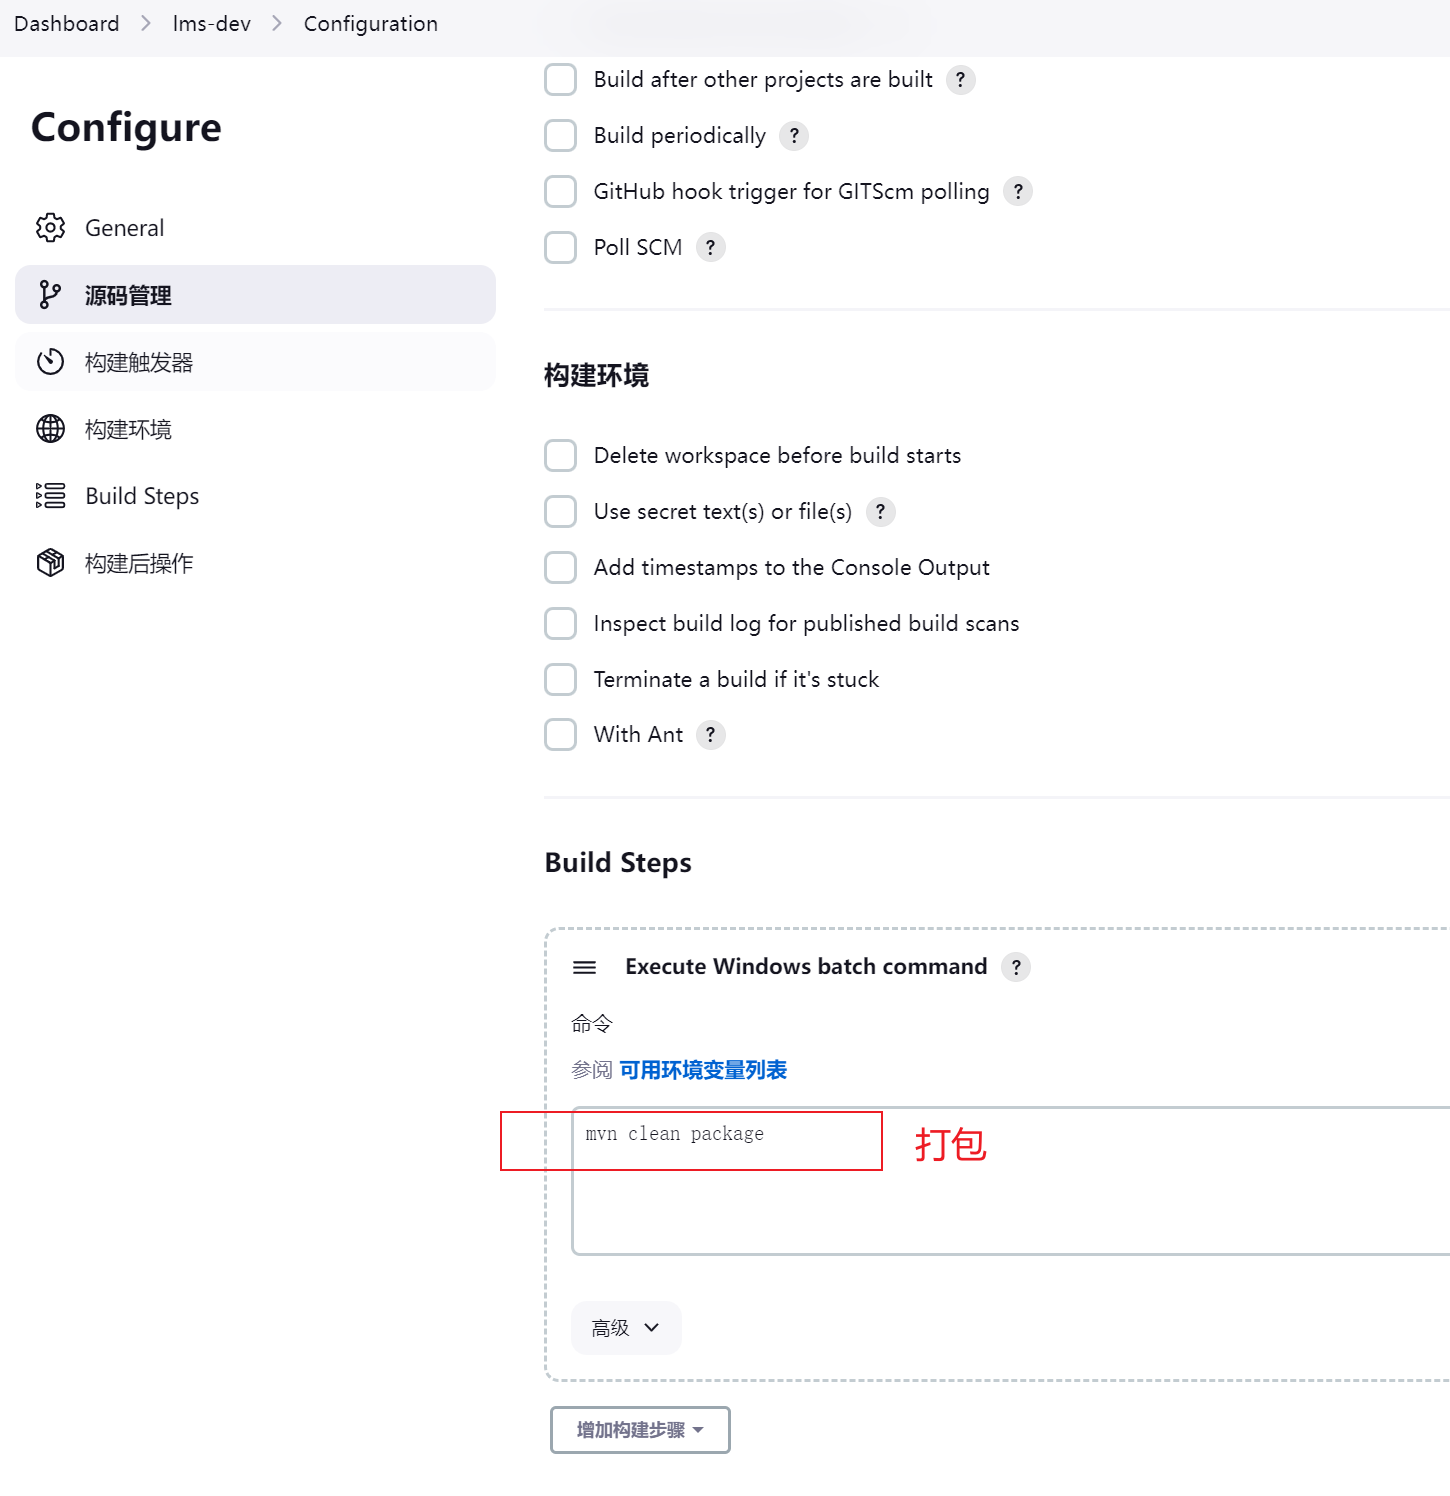 Dashboard > lms-dev > Configuration
Configure
General
源码管理
构建触发器
构建环境
Build Steps
构建后操作
Build after other projects are built ?
Build periodically ?
GitHub hook trigger for GITScm polling ?
Poll SCM ?
构建环境
Delete workspace before build starts
Use secret text(s) or file(s) ?
Add timestamps to the Console Output
Inspect build log for published build scans
Terminate a build if it's stuck
With Ant ?
Build Steps
Execute Windows batch command ?
命令
参阅 可用环境变量列表
mvn clean package
打包
高级
增加构建步骤